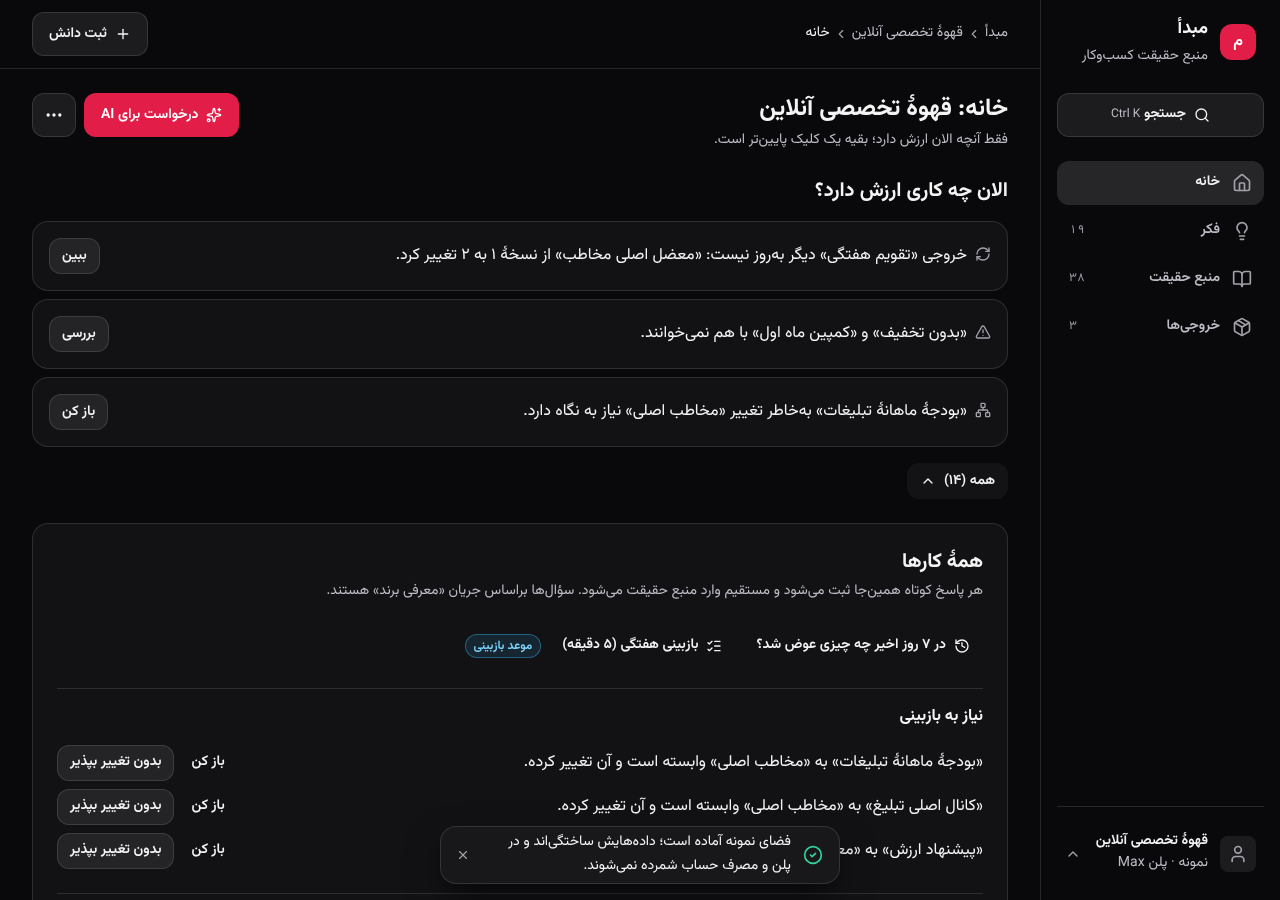 م
مبدأ
منبع حقیقت کسب‌وکار
جستجو Ctrl K
خانه
فکر ۱۹
منبع حقیقت ۳۸
خروجی‌ها ۳
قهوهٔ تخصصی آنلاین
نمونه · پلن Max
مبدأ › قهوهٔ تخصصی آنلاین › خانه
ثبت دانش
خانه: قهوهٔ تخصصی آنلاین
فقط آنچه الان ارزش دارد؛ بقیه یک کلیک پایین‌تر است.
درخواست برای AI
الان چه کاری ارزش دارد؟
خروجی «تقویم هفتگی» دیگر به‌روز نیست: «معضل اصلی مخاطب» از نسخهٔ ۱ به ۲ تغییر کرد.
ببین
«بدون تخفیف» و «کمپین ماه اول» با هم نمی‌خوانند.
بررسی
«بودجهٔ ماهانهٔ تبلیغات» به‌خاطر تغییر «مخاطب اصلی» نیاز به نگاه دارد.
باز کن
همه (۱۴)
همهٔ کارها
هر پاسخ کوتاه همین‌جا ثبت می‌شود و مستقیم وارد منبع حقیقت می‌شود. سؤال‌ها براساس جریان «معرفی برند» هستند.
در ۷ روز اخیر چه چیزی عوض شد؟
بازبینی هفتگی (۵ دقیقه)
موعد بازبینی
نیاز به بازبینی
«بودجهٔ ماهانهٔ تبلیغات» به «مخاطب اصلی» وابسته است و آن تغییر کرده.
باز کن
بدون تغییر بپذیر
«کانال اصلی تبلیغ» به «مخاطب اصلی» وابسته است و آن تغییر کرده.
باز کن
بدون تغییر بپذیر
«پیشنهاد ارزش» به
باز کن
بدون تغییر بپذیر
فضای نمونه آماده است؛ داده‌هایش ساختگی‌اند و در
پلن و مصرف حساب شمرده نمی‌شوند.